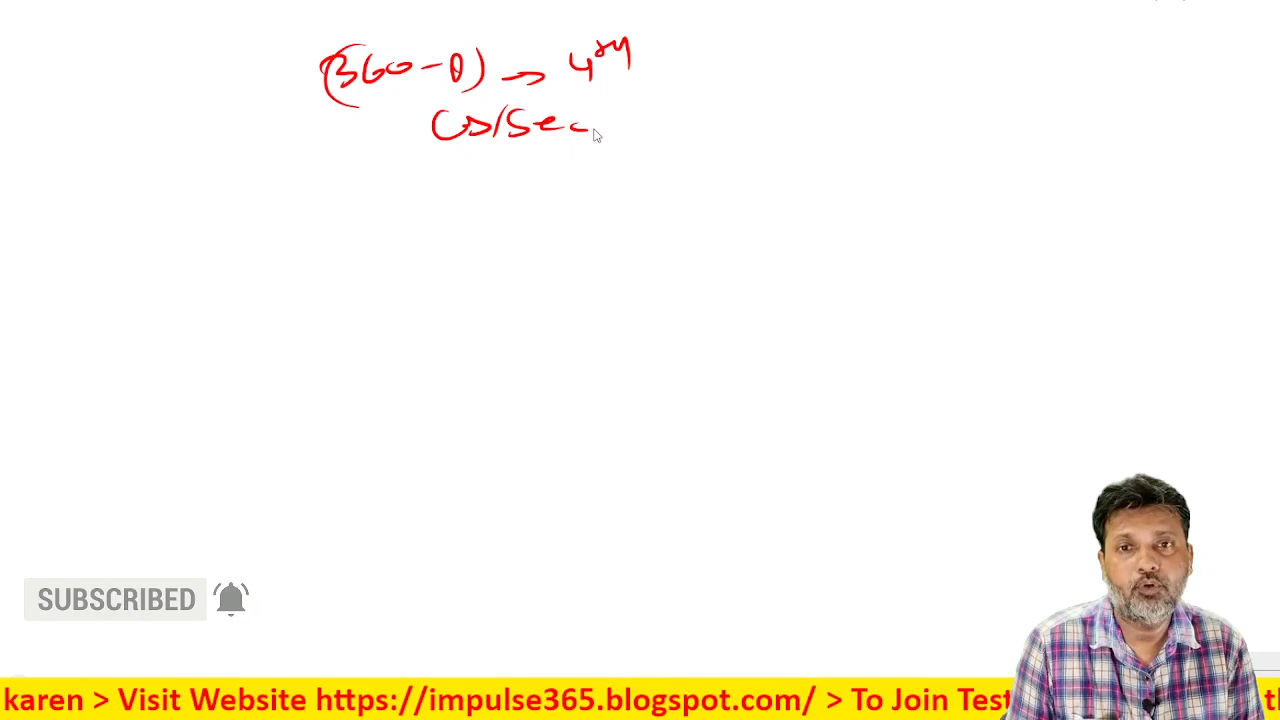 (360-θ) → 4th
Cos/Sec
SUBSCRIBED
karen > Visit Website https://impulse365.blogspot.com/ > To Join Test